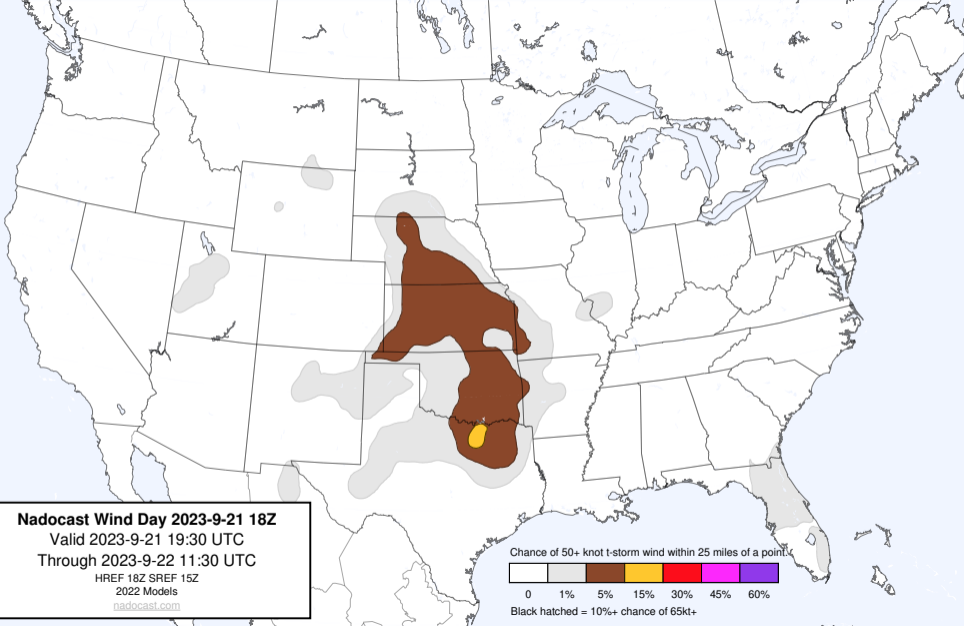 Nadocast Wind Day 2023-9-21 18Z
Valid 2023-9-21 19:30 UTC
Through 2023-9-22 11:30 UTC
HREF 18Z SREF 15Z
2022 Models
nadocast.com
Chance of 50+ knot t-storm wind within 25 miles of a point.
0 1% 5% 15% 30% 45% 60%
Black hatched = 10%+ chance of 65kt+